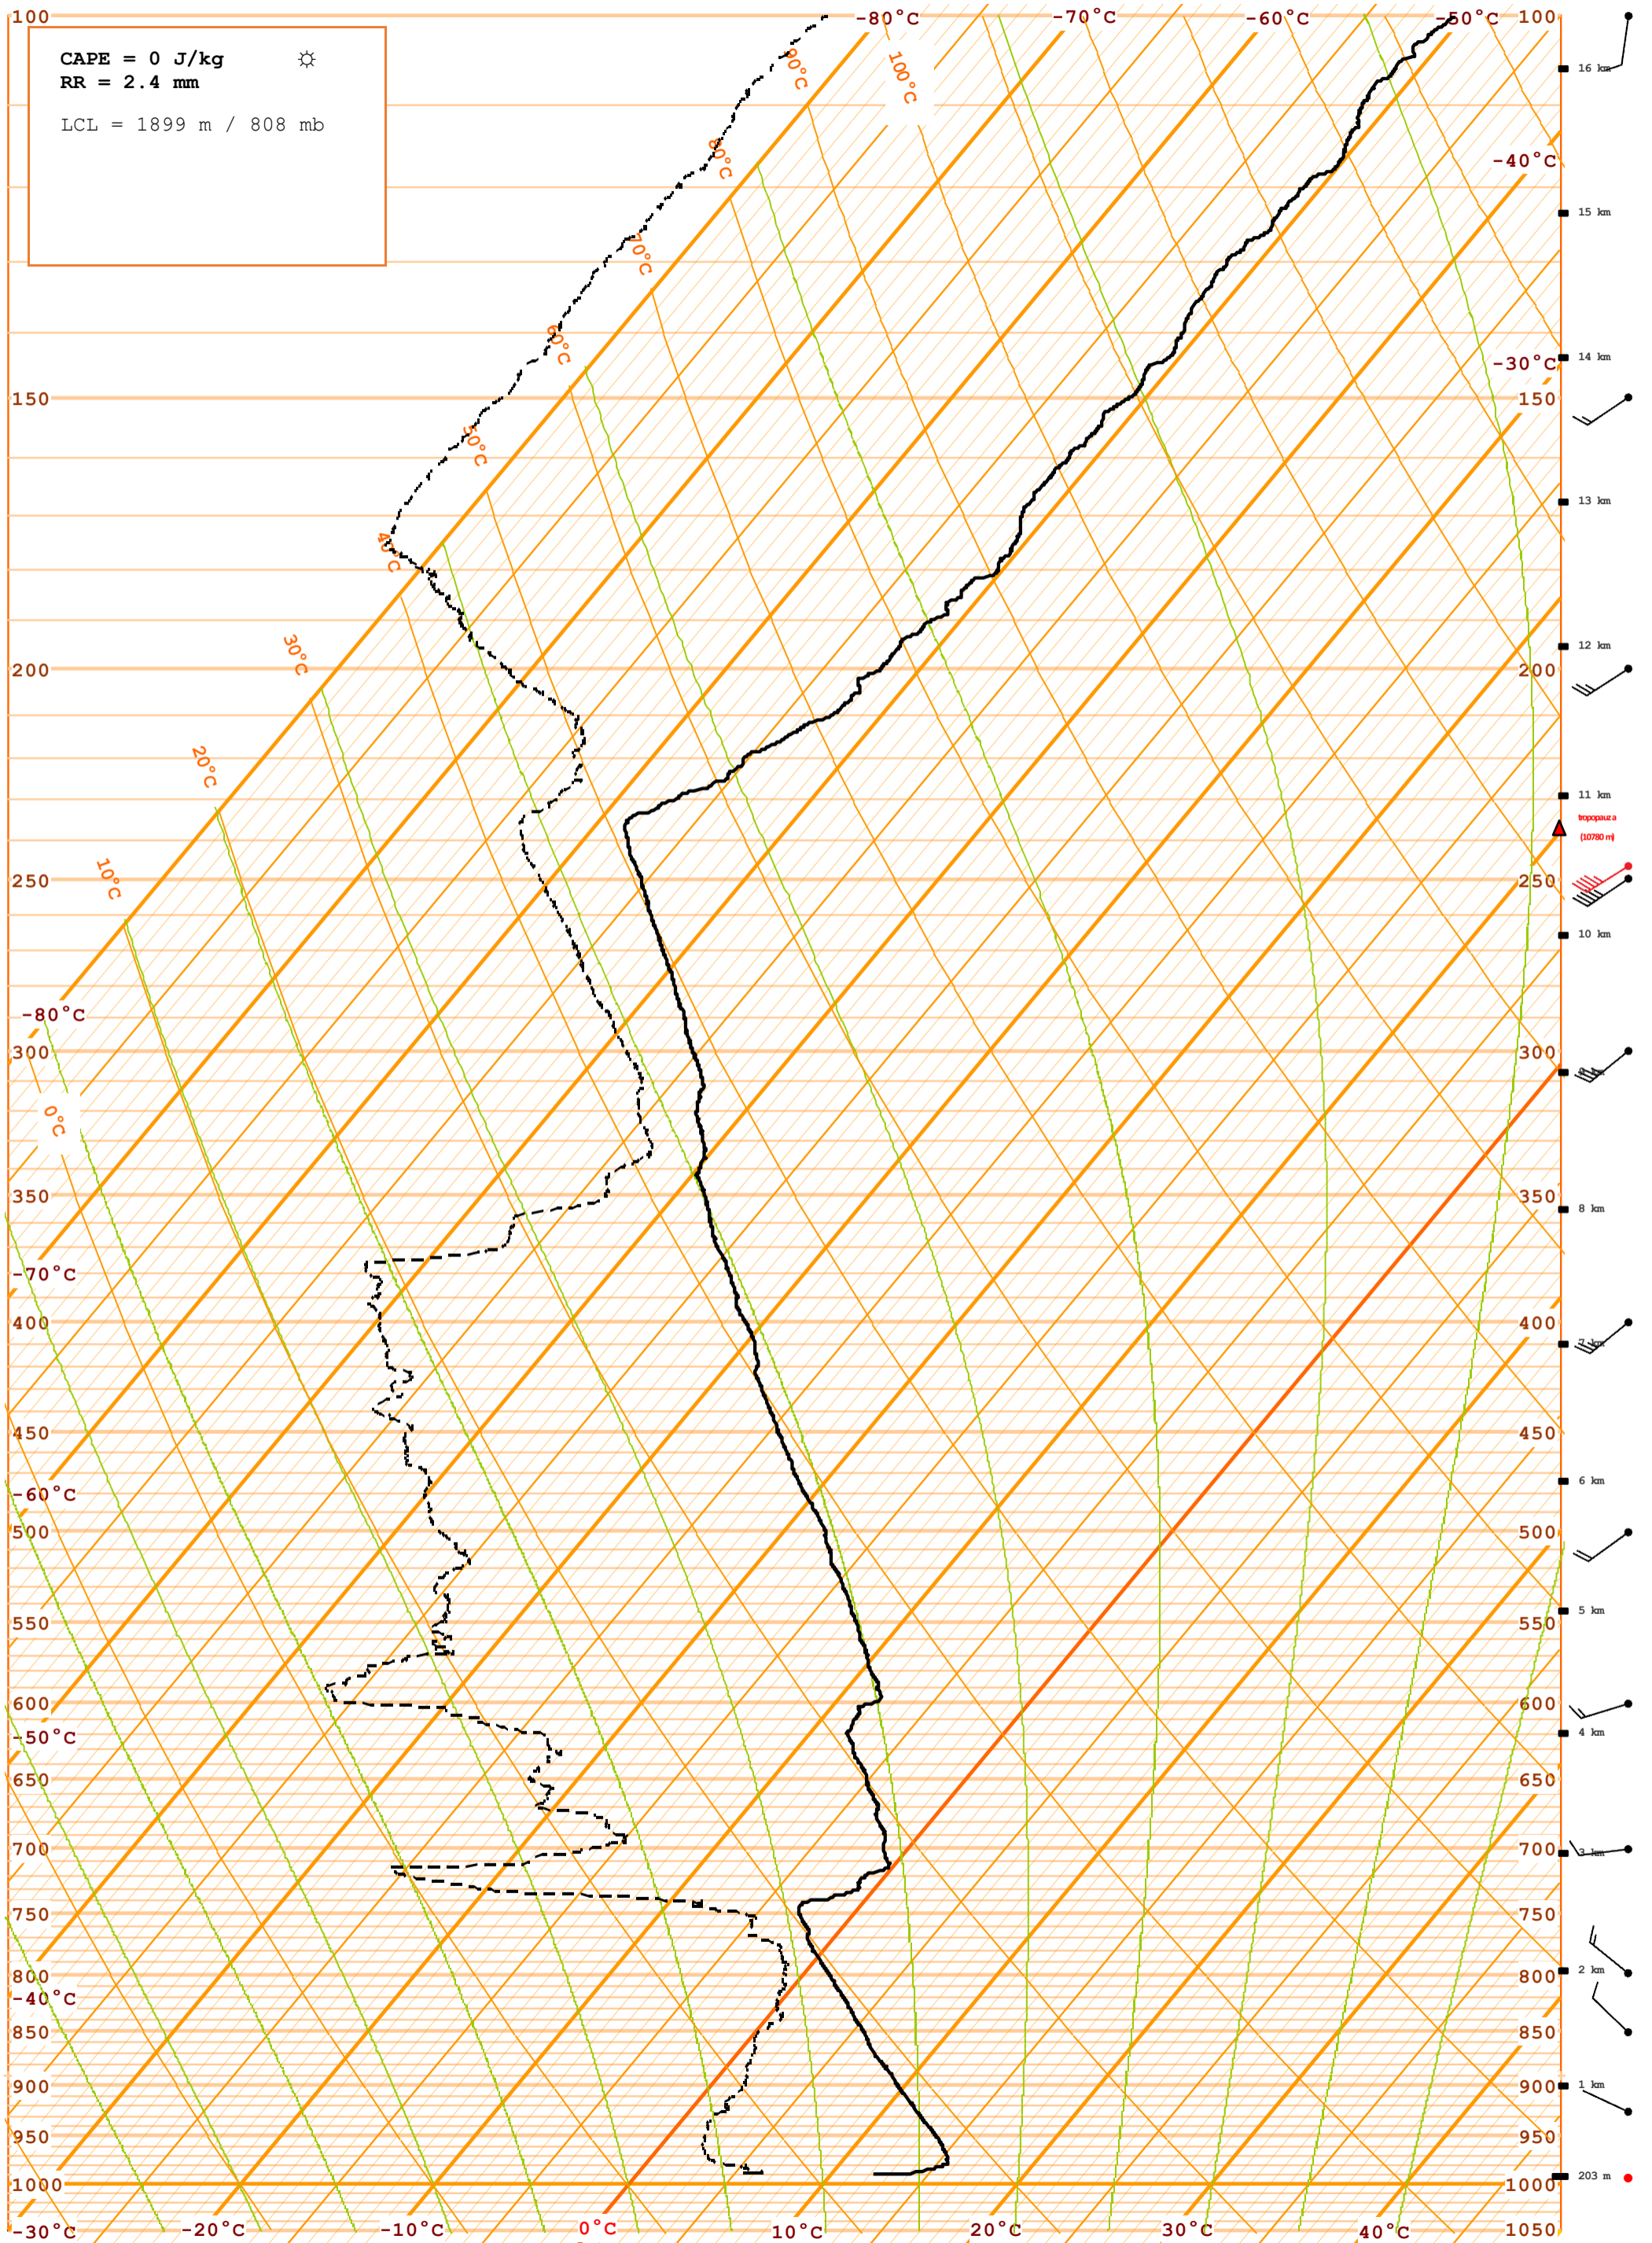 100 -80°C -70°C -60°C -50°C 100
CAPE = 0 J/kg ☼
RR = 2.4 mm
LCL = 1899 m / 808 mb
90°C 100°C
16 km
80°C
-40°C
15 km
70°C
60°C
14 km
-30°C
150 150
50°C
13 km
40°C
30°C
12 km
200 200
20°C
11 km
tropopauza
(10780 m)
10°C
250 250
10 km
-80°C
300 300
0°C
350 350
8 km
-70°C
400 400
7 km
450 450
6 km
-60°C
500 500
5 km
550 550
600 600
-50°C
4 km
650 650
700 700
3 km
750 750
800 800
2 km
-40°C
850 850
900 900
1 km
950 950
203 m
1000 1000
-30°C -20°C -10°C 0°C 10°C 20°C 30°C 40°C 1050